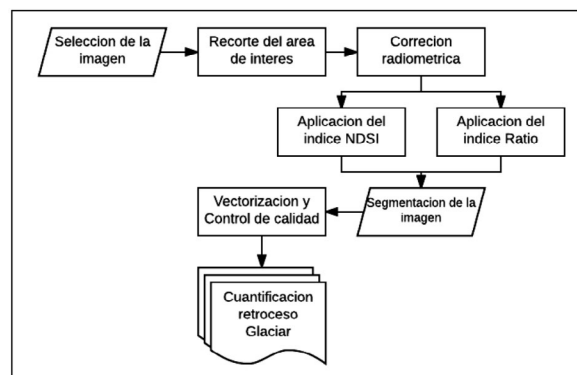 Seleccion de la
imagen
Recorte del area
de interes
Correcion
radiometrica
Aplicacion del
indice NDSI
Aplicacion del
indice Ratio
Vectorizacion y
Control de calidad
Segmentacion de la
imagen
Cuantificacion
retroceso
Glaciar